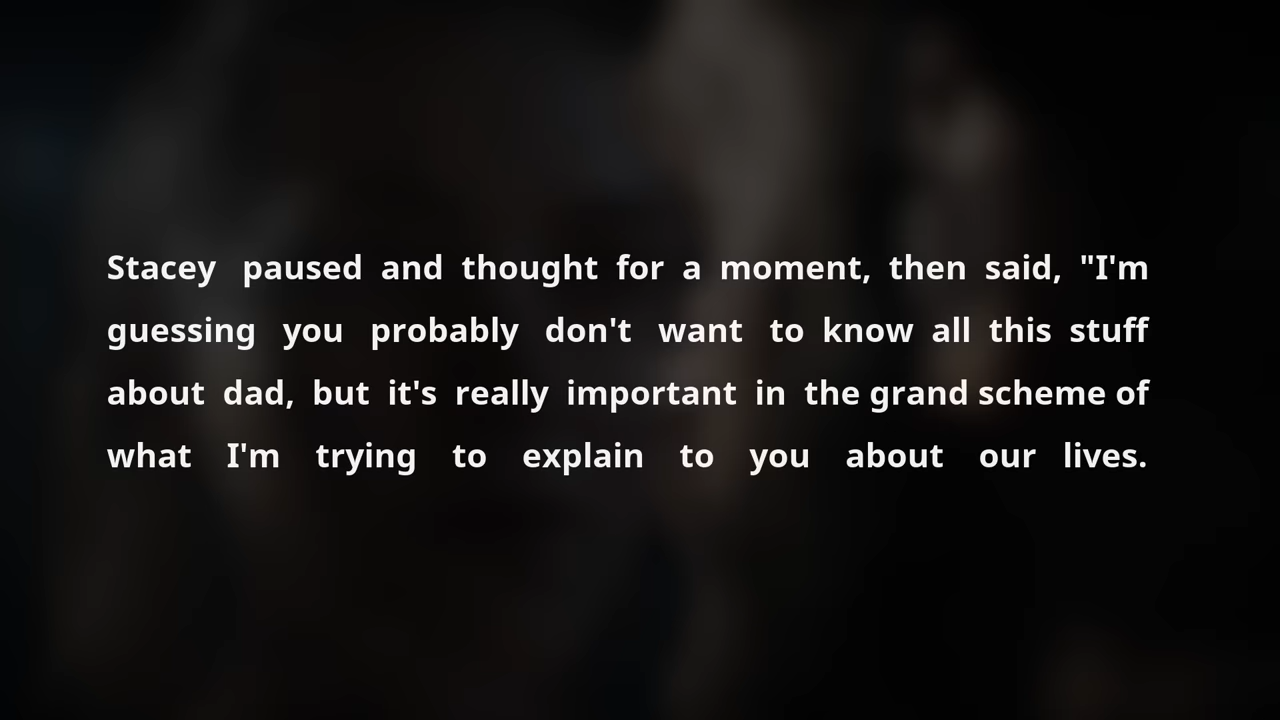 Stacey paused and thought for a moment, then said, "I'm
guessing you probably don't want to know all this stuff
about dad, but it's really important in the grand scheme of
what I'm trying to explain to you about our lives.